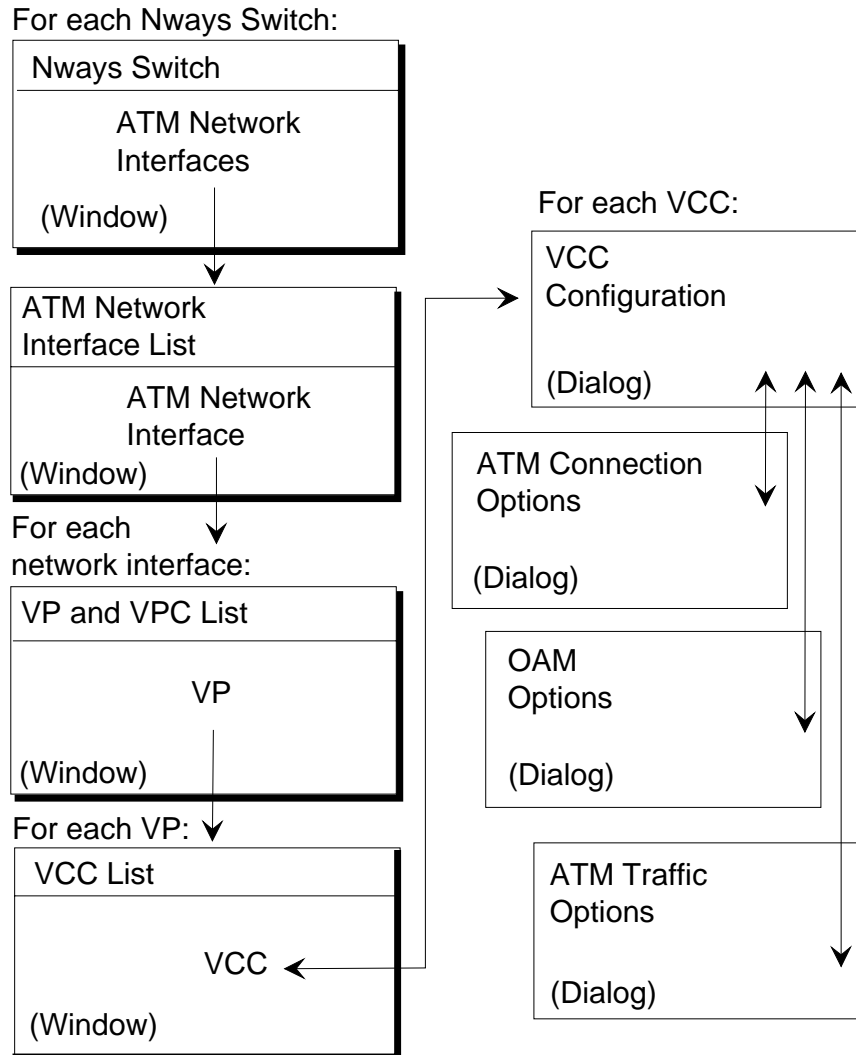 For each Nways Switch:
Nways Switch
ATM Network
Interfaces
(Window)
ATM Network
Interface List
ATM Network
Interface
(Window)
For each
network interface:
VP and VPC List
VP
(Window)
For each VP:
VCC List
VCC
(Window)
For each VCC:
VCC
Configuration
(Dialog)
ATM Connection
Options
(Dialog)
OAM
Options
(Dialog)
ATM Traffic
Options
(Dialog)